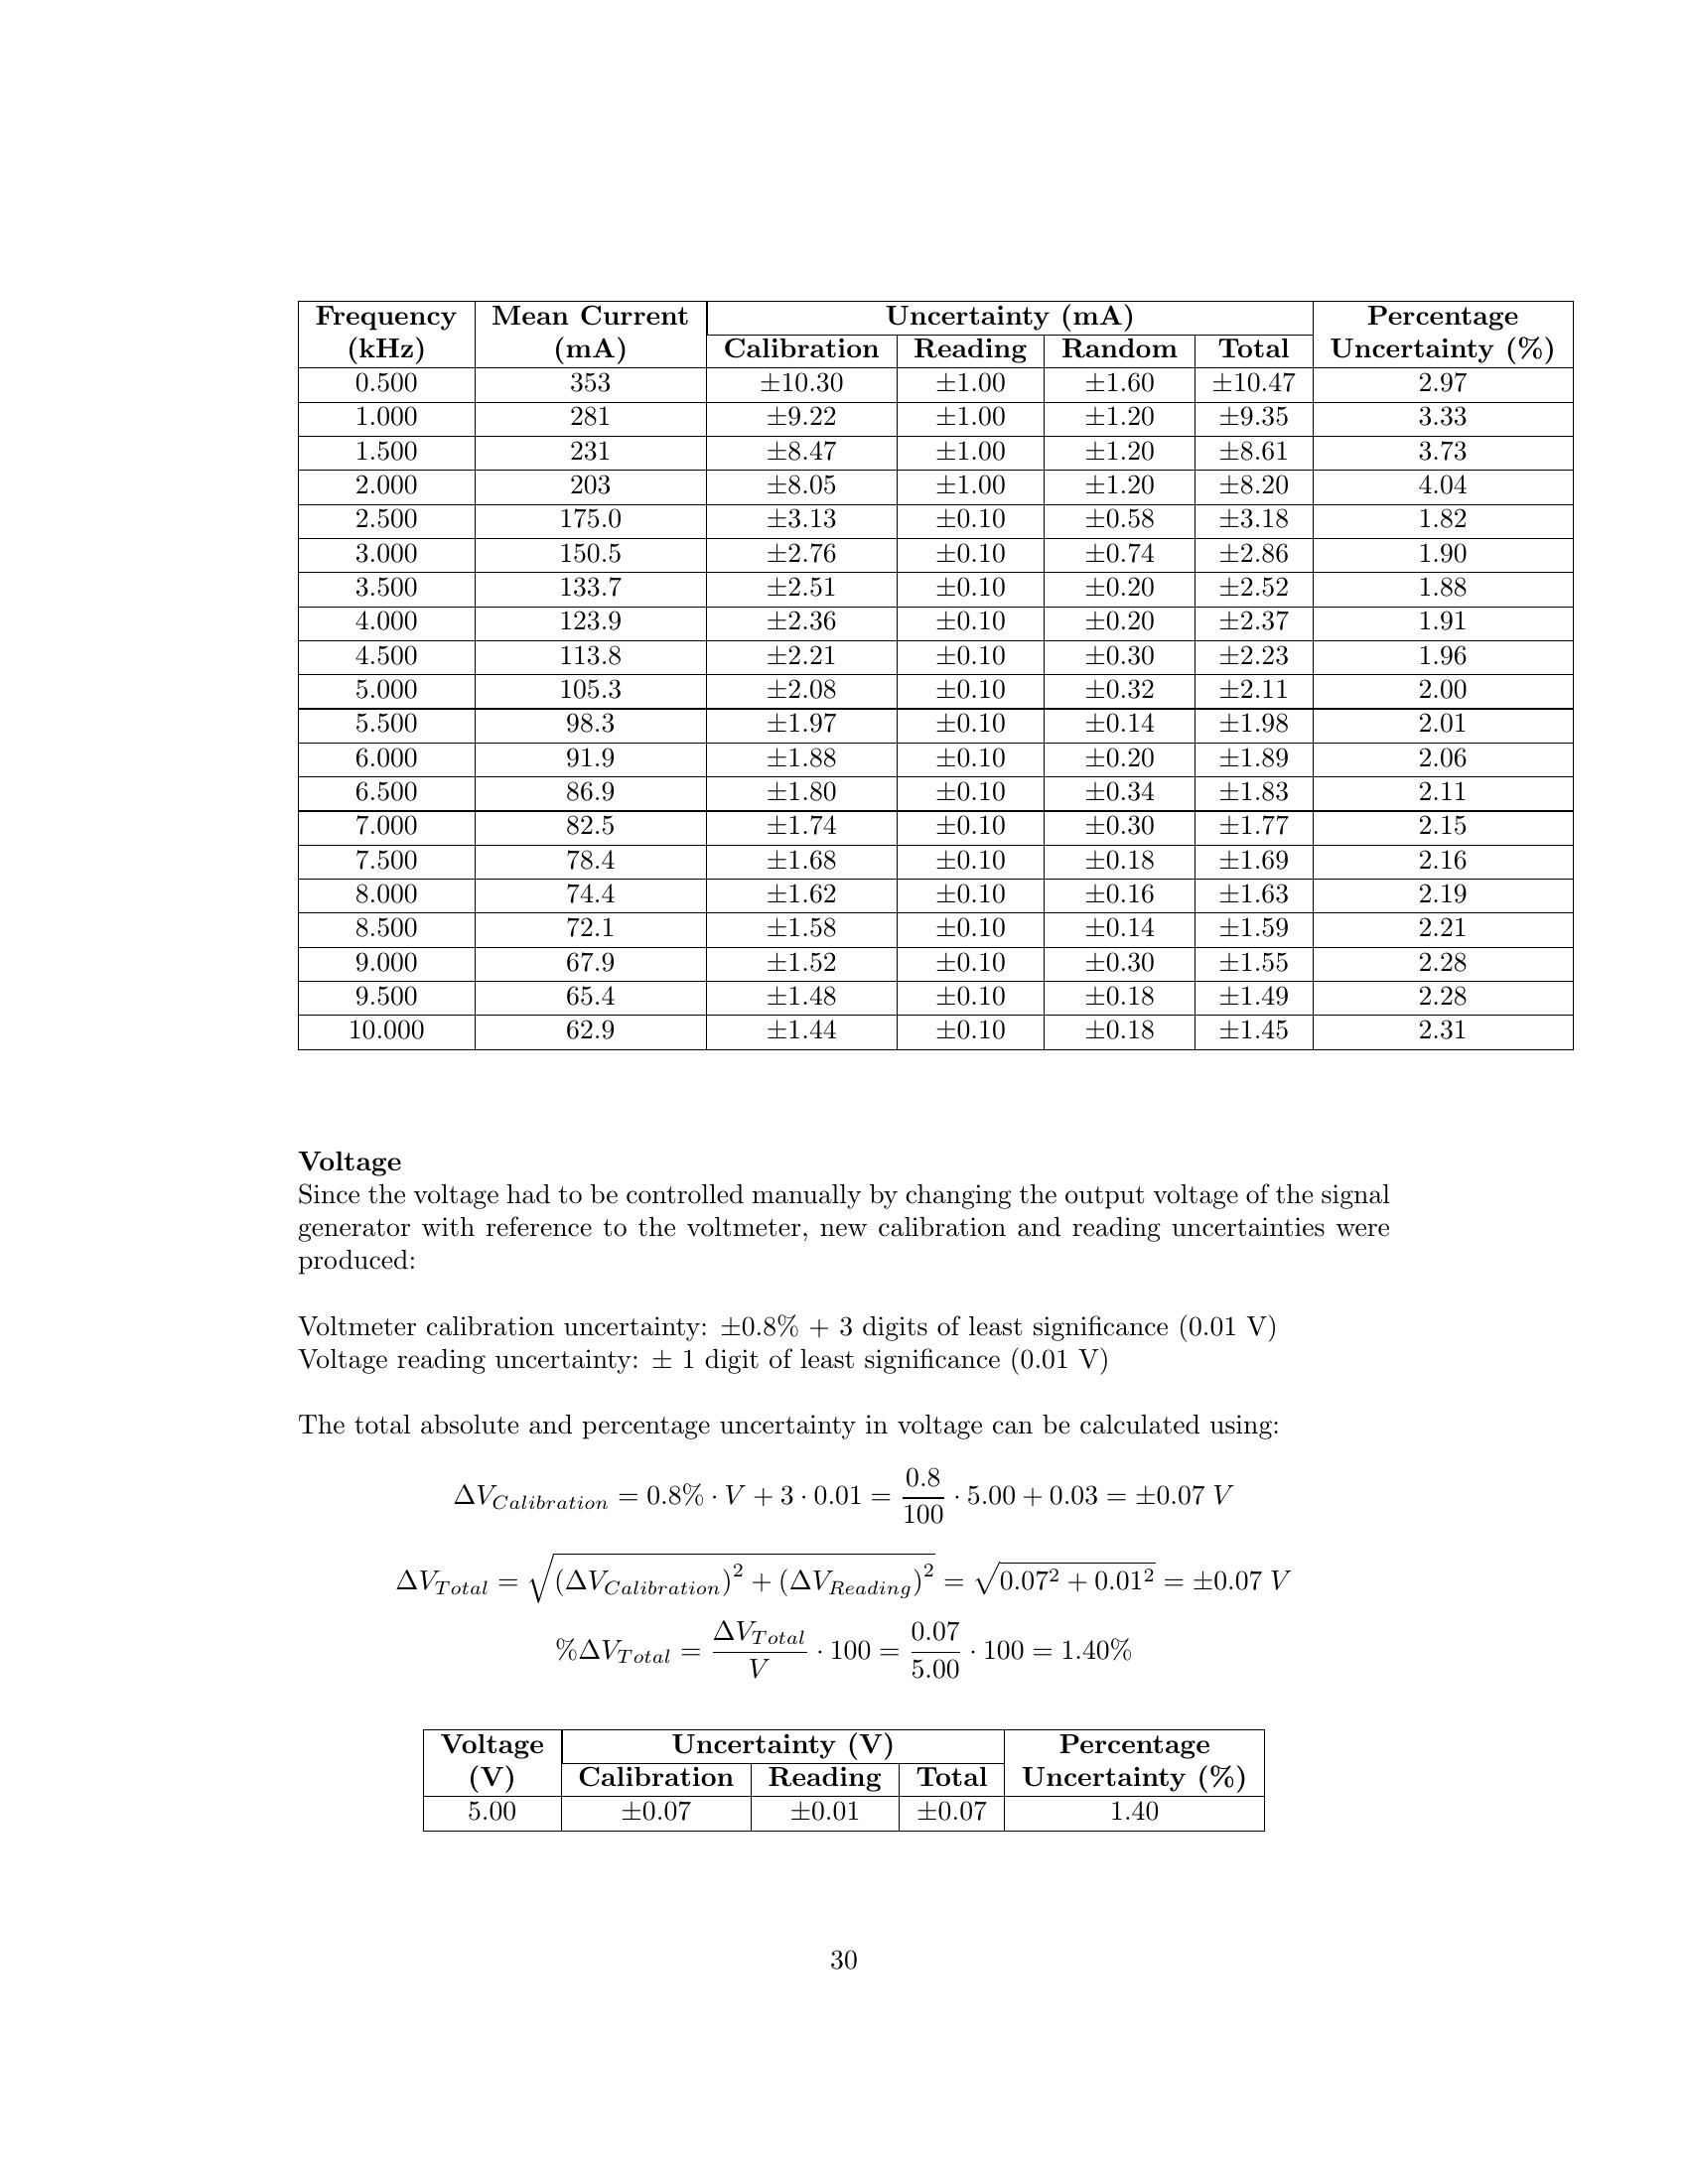 Frequency Mean Current Uncertainty (mA) Percentage
(kHz) (mA) Calibration Reading Random Total Uncertainty (%)
0.500 353 ±10.30 ±1.00 ±1.60 ±10.47 2.97
1.000 281 ±9.22 ±1.00 ±1.20 ±9.35 3.33
1.500 231 ±8.47 ±1.00 ±1.20 ±8.61 3.73
2.000 203 ±8.05 ±1.00 ±1.20 ±8.20 4.04
2.500 175.0 ±3.13 ±0.10 ±0.58 ±3.18 1.82
3.000 150.5 ±2.76 ±0.10 ±0.74 ±2.86 1.90
3.500 133.7 ±2.51 ±0.10 ±0.20 ±2.52 1.88
4.000 123.9 ±2.36 ±0.10 ±0.20 ±2.37 1.91
4.500 113.8 ±2.21 ±0.10 ±0.30 ±2.23 1.96
5.000 105.3 ±2.08 ±0.10 ±0.32 ±2.11 2.00
5.500 98.3 ±1.97 ±0.10 ±0.14 ±1.98 2.01
6.000 91.9 ±1.88 ±0.10 ±0.20 ±1.89 2.06
6.500 86.9 ±1.80 ±0.10 ±0.34 ±1.83 2.11
7.000 82.5 ±1.74 ±0.10 ±0.30 ±1.77 2.15
7.500 78.4 ±1.68 ±0.10 ±0.18 ±1.69 2.16
8.000 74.4 ±1.62 ±0.10 ±0.16 ±1.63 2.19
8.500 72.1 ±1.58 ±0.10 ±0.14 ±1.59 2.21
9.000 67.9 ±1.52 ±0.10 ±0.30 ±1.55 2.28
9.500 65.4 ±1.48 ±0.10 ±0.18 ±1.49 2.28
10.000 62.9 ±1.44 ±0.10 ±0.18 ±1.45 2.31
Voltage
Since the voltage had to be controlled manually by changing the output voltage of the signal
generator with reference to the voltmeter, new calibration and reading uncertainties were
produced:
Voltmeter calibration uncertainty: ±0.8% + 3 digits of least significance (0.01 V)
Voltage reading uncertainty: ± 1 digit of least significance (0.01 V)
The total absolute and percentage uncertainty in voltage can be calculated using:
$\Delta V_{Calibration} = 0.8\% \cdot V + 3 \cdot 0.01 = \frac{0.8}{100} \cdot 5.00 + 0.03 = \pm 0.07\ V$
$\Delta V_{Total} = \sqrt{(\Delta V_{Calibration})^2 + (\Delta V_{Reading})^2} = \sqrt{0.07^2 + 0.01^2} = \pm 0.07\ V$
$\%\Delta V_{Total} = \frac{\Delta V_{Total}}{V} \cdot 100 = \frac{0.07}{5.00} \cdot 100 = 1.40\%$
Voltage Uncertainty (V) Percentage
(V) Calibration Reading Total Uncertainty (%)
5.00 ±0.07 ±0.01 ±0.07 1.40
30